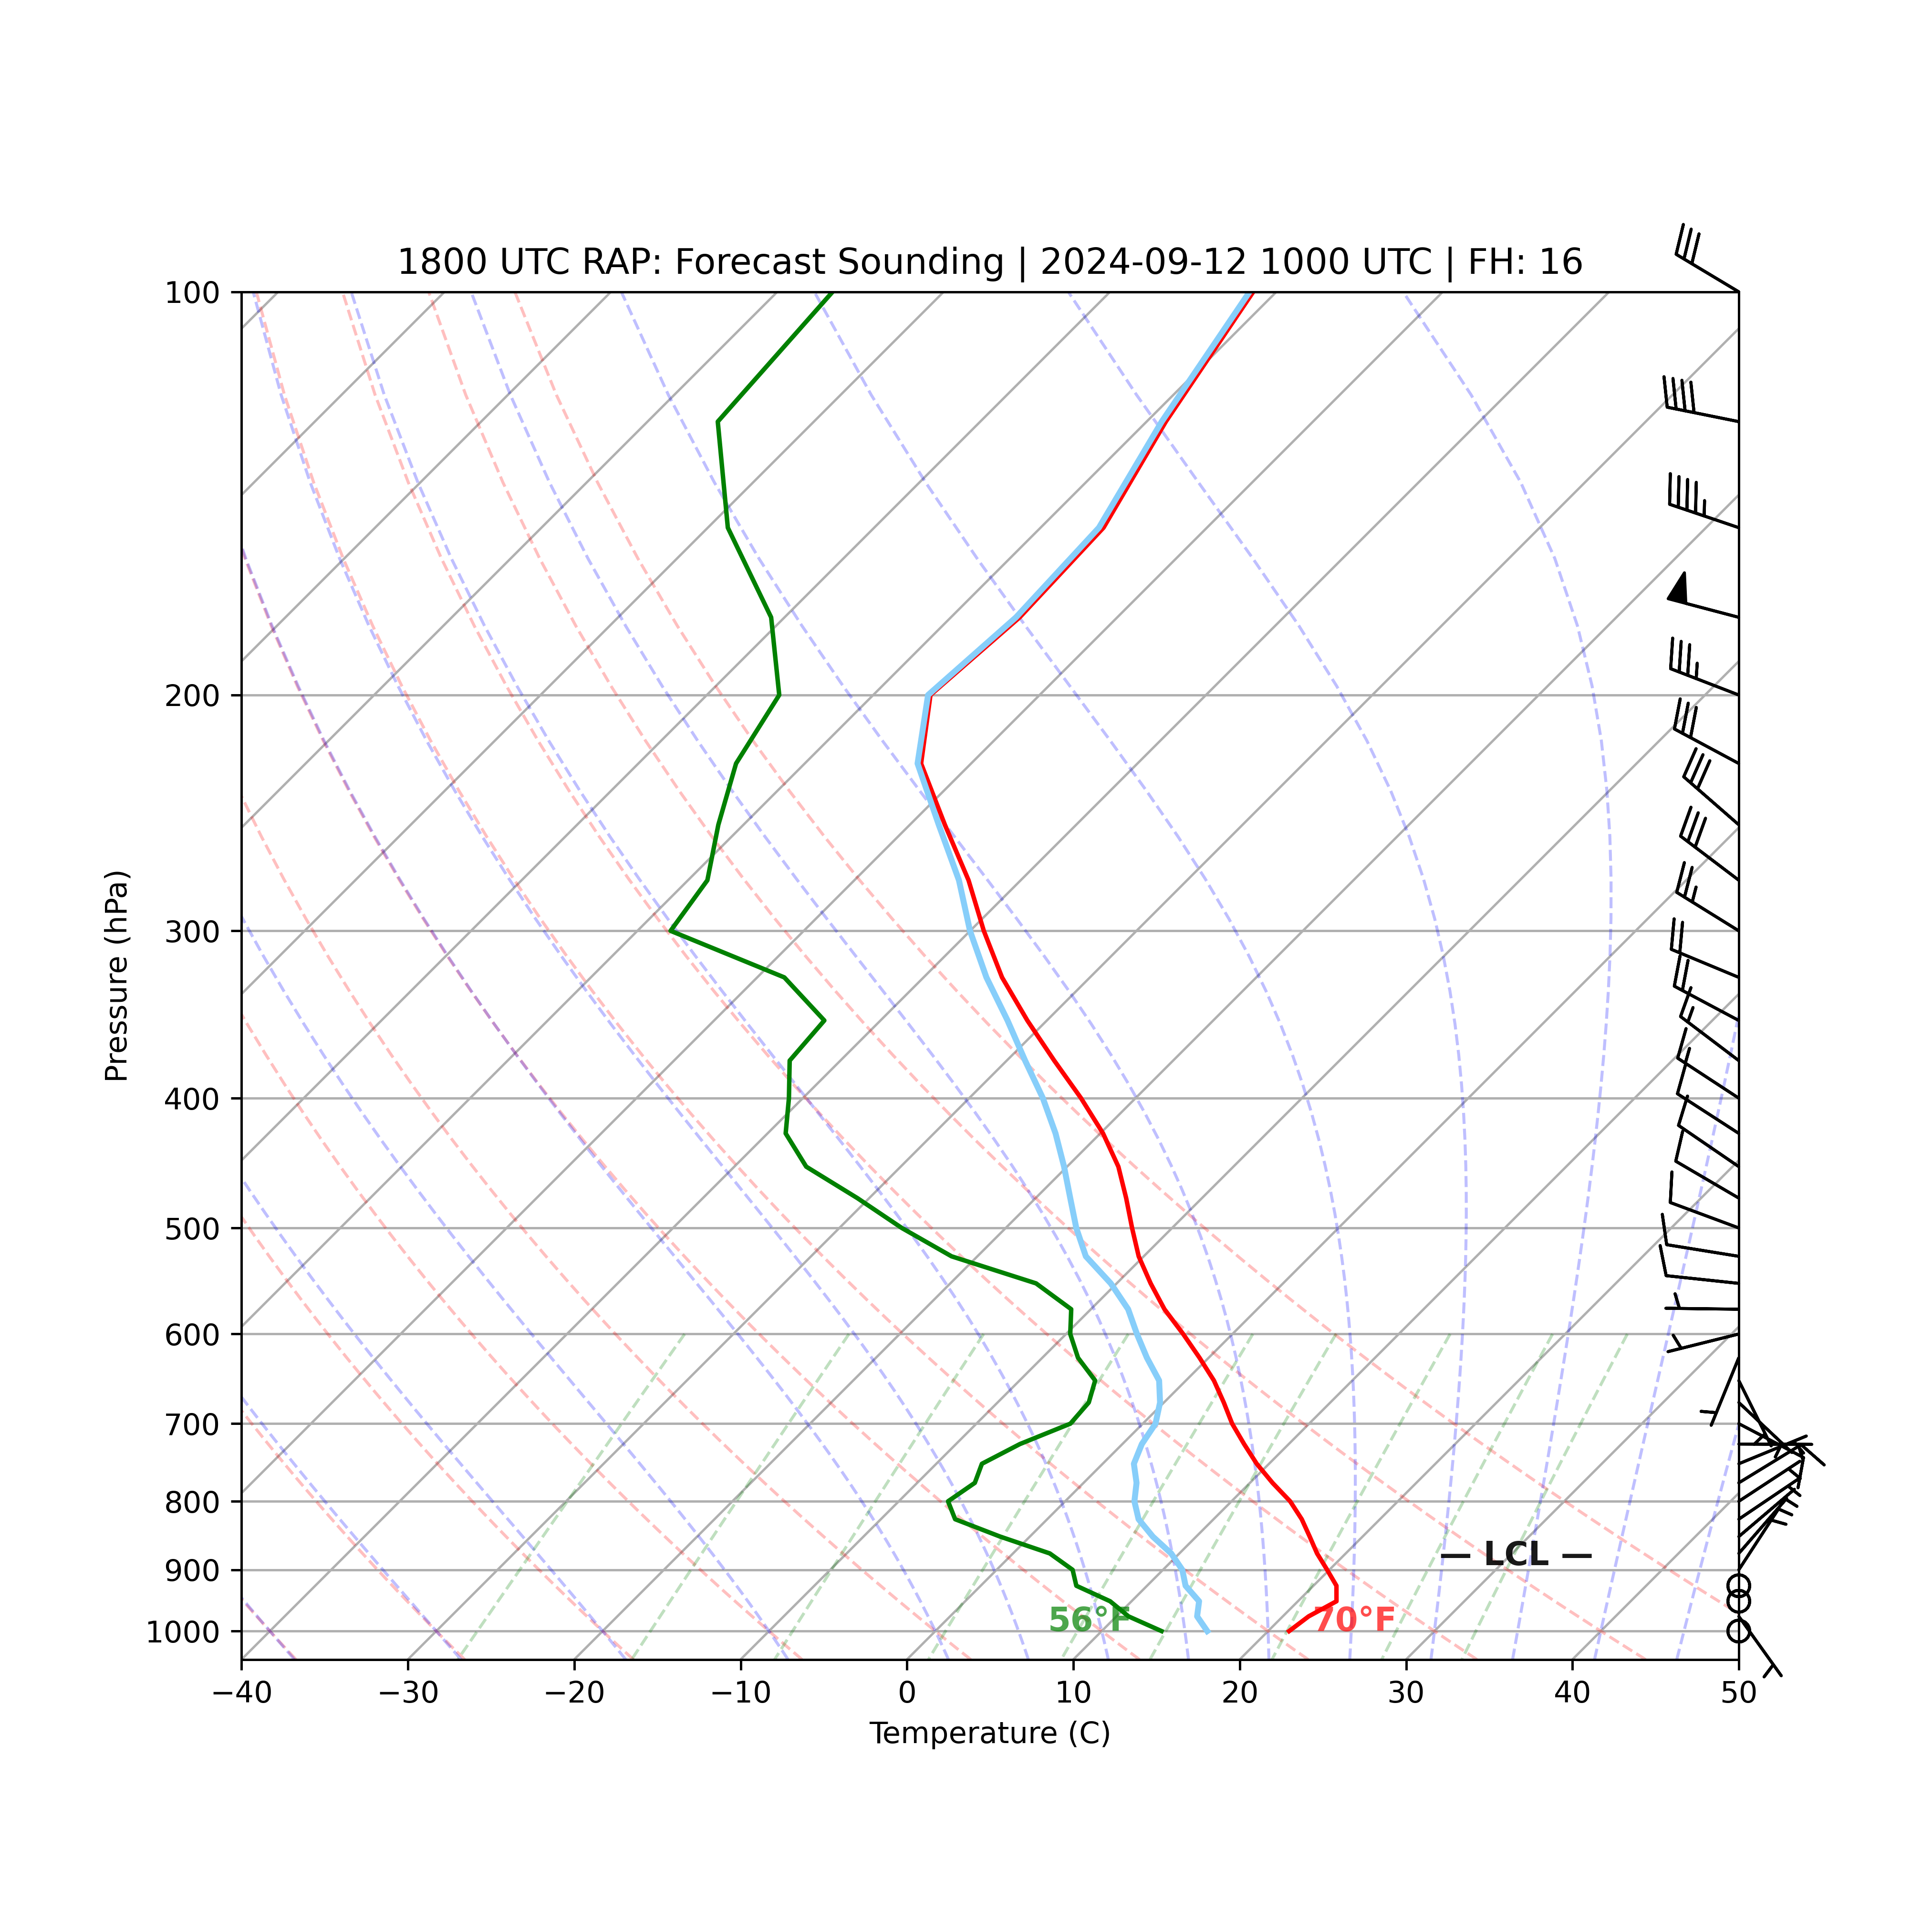 1800 UTC RAP: Forecast Sounding | 2024-09-12 1000 UTC | FH: 16
100
200
300
400
500
600
700
800
900
1000
Pressure (hPa)
— LCL —
56°F
70°F
−40 −30 −20 −10 0 10 20 30 40 50
Temperature (C)